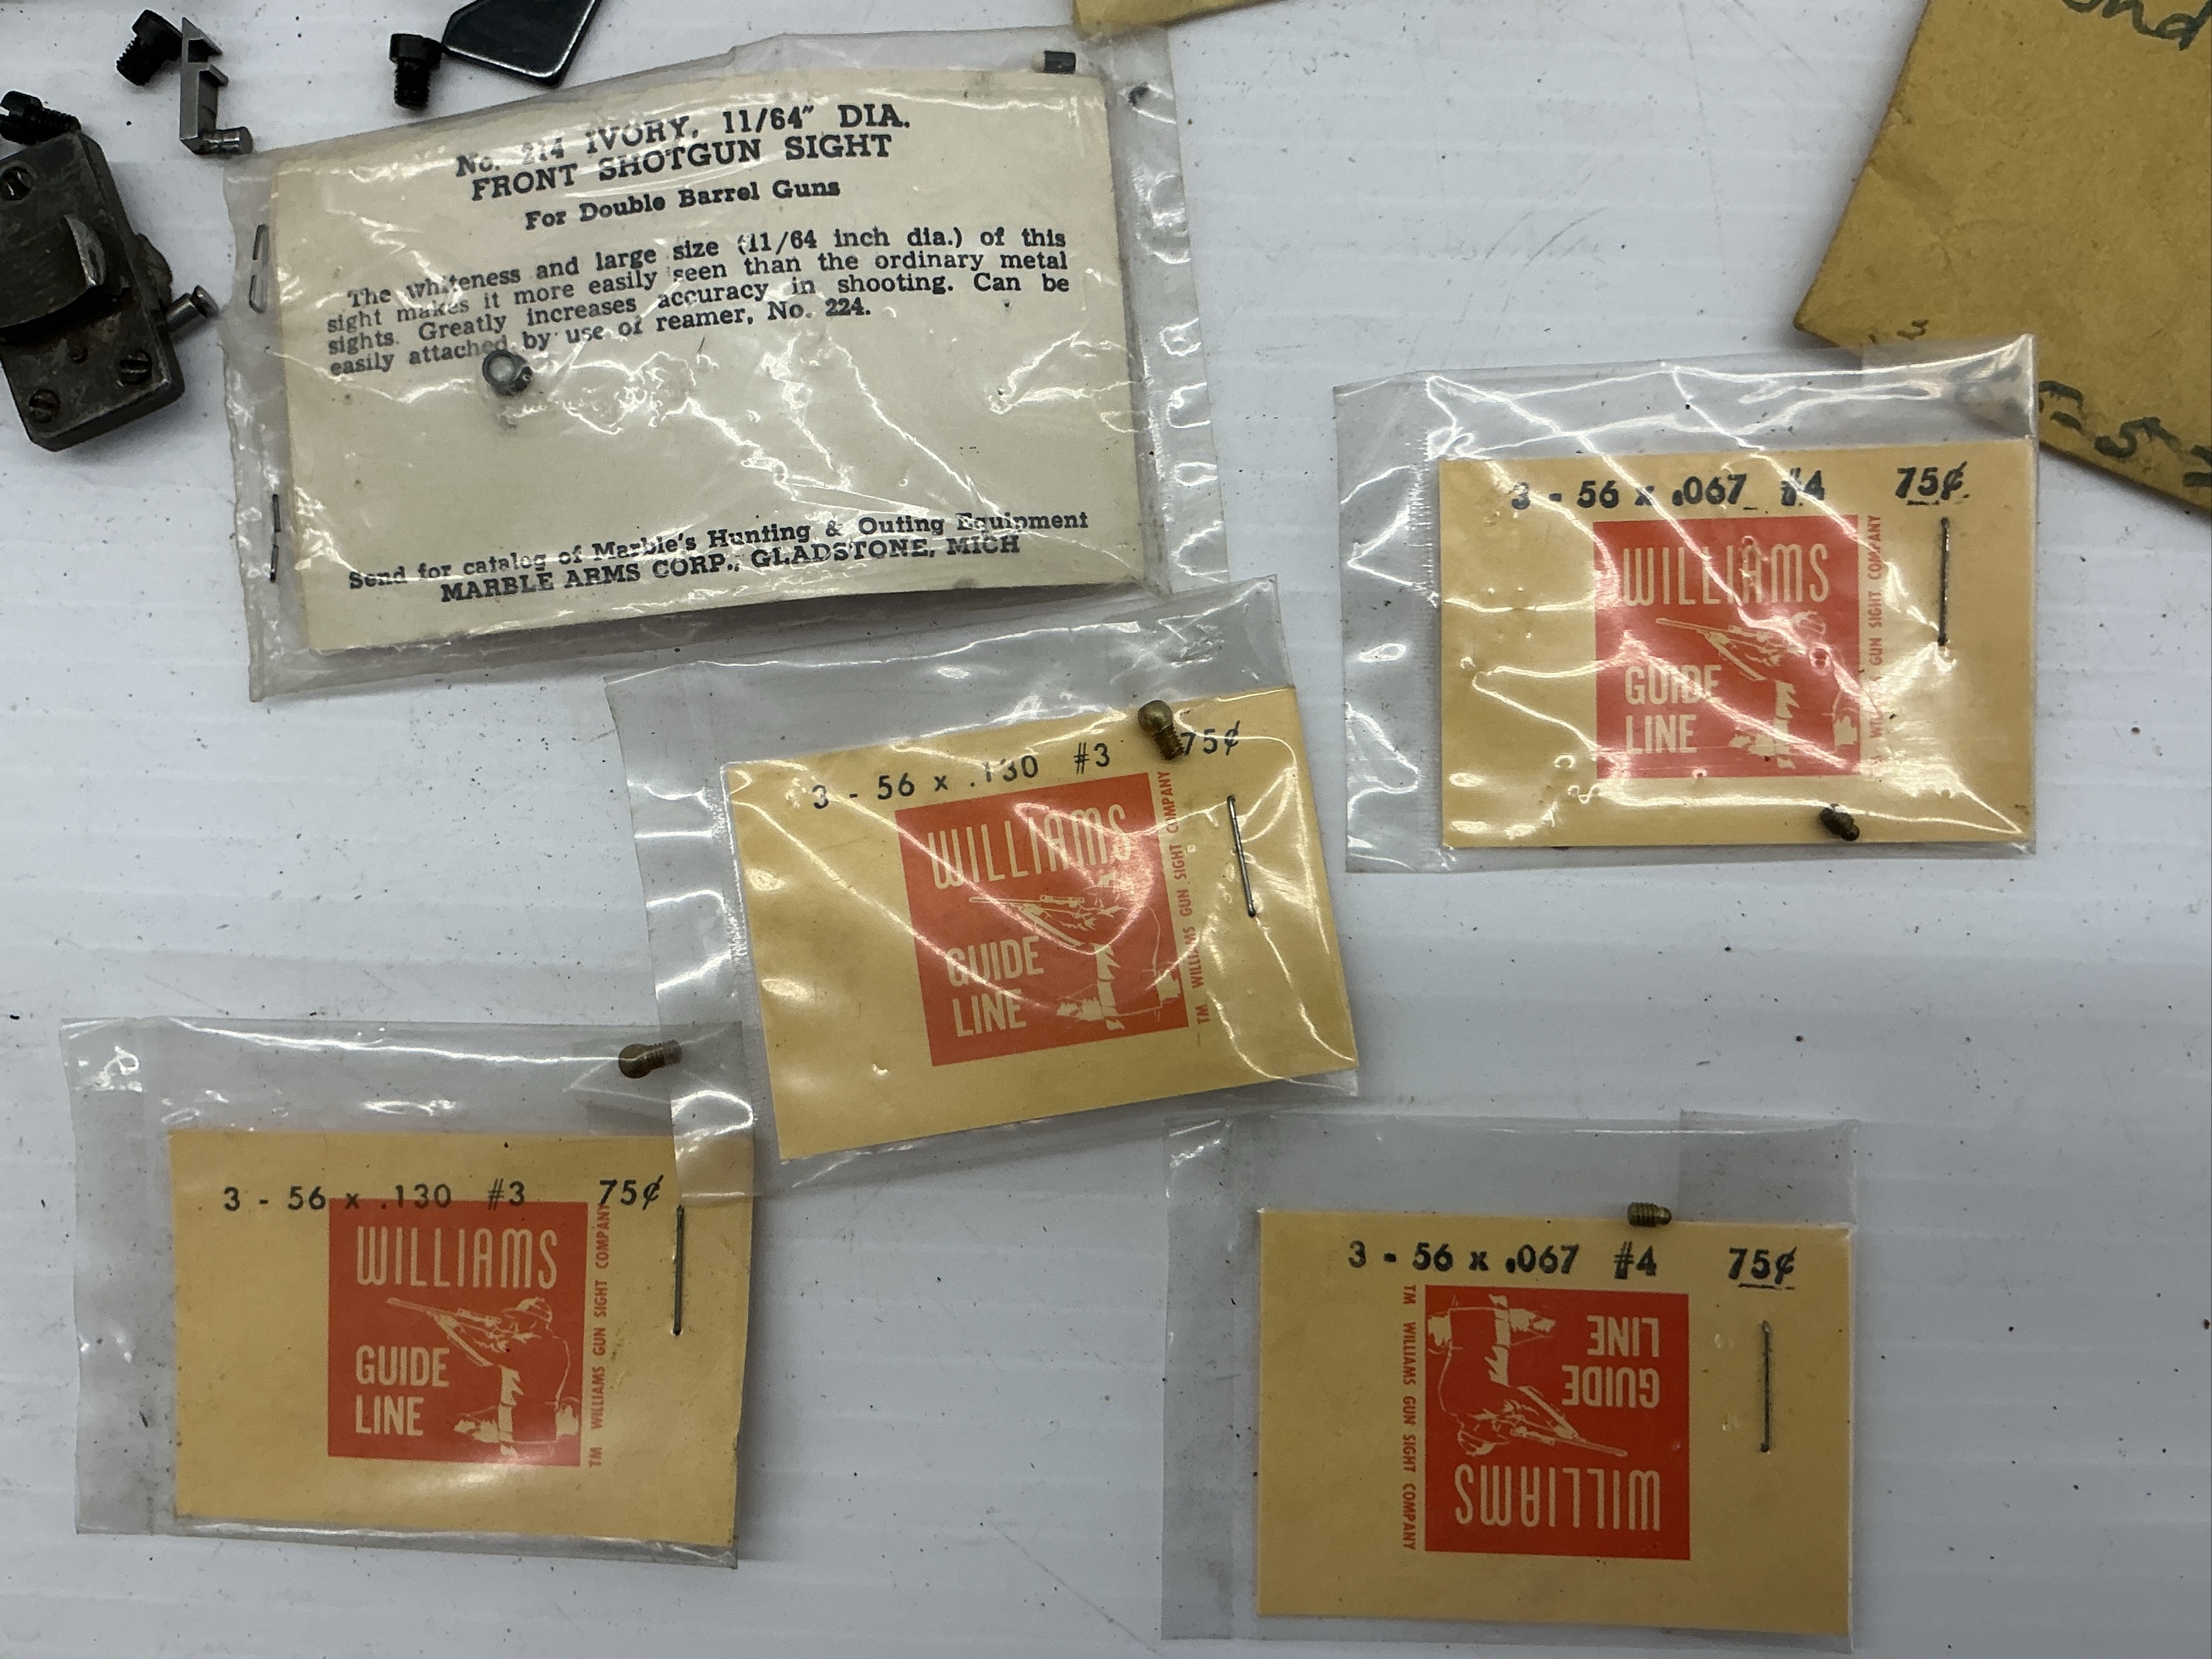 No. 214 IVORY, 11/64" DIA.
FRONT SHOTGUN SIGHT
For Double Barrel Guns
The whiteness and large size (11/64 inch dia.) of this
sight makes it more easily seen than the ordinary metal
sights. Greatly increases accuracy in shooting. Can be
easily attached by use of reamer, No. 224.
Send for catalog of Marble's Hunting & Outing Equipment
MARBLE ARMS CORP., GLADSTONE, MICH
3 - 56 x .067 #4 75¢
WILLIAMS
GUIDE
LINE
GUN SIGHT COMPANY
3 - 56 x .130 #3 75¢
WILLIAMS
GUIDE
LINE
TM WILLIAMS GUN SIGHT COMPANY
3 - 56 x .130 #3 75¢
WILLIAMS
GUIDE
LINE
TM WILLIAMS GUN SIGHT COMPANY
3 - 56 x .067 #4 75¢
WILLIAMS
GUIDE
LINE
TM WILLIAMS GUN SIGHT COMPANY